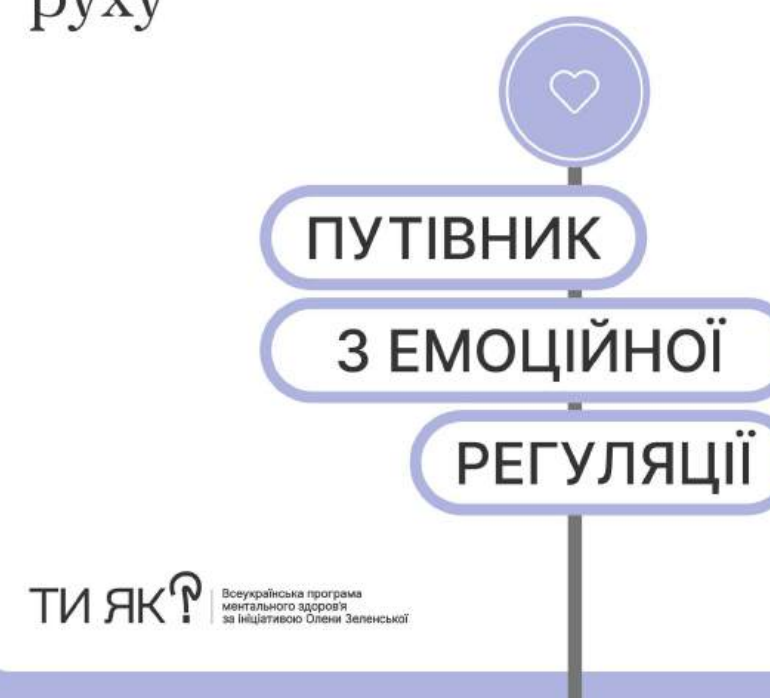 руху
ПУТІВНИК
З ЕМОЦІЙНОЇ
РЕГУЛЯЦІЇ
ТИ ЯК?
Всеукраїнська програма
ментального здоров'я
за ініціативою Олени Зеленської